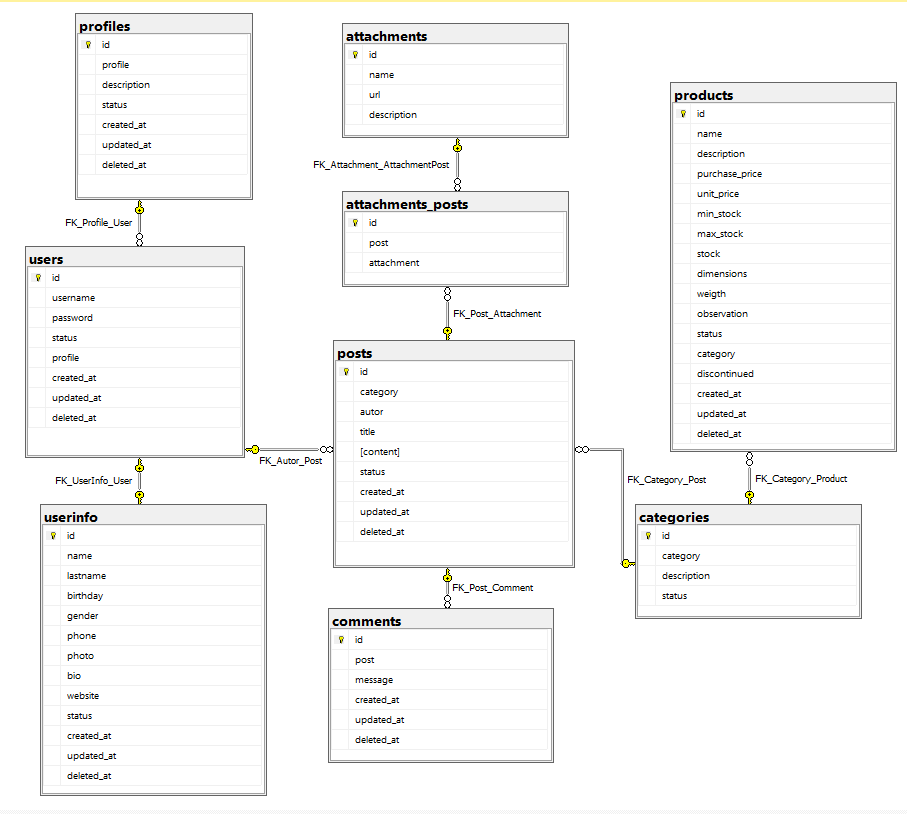 profiles
id
profile
description
status
created_at
updated_at
deleted_at
FK_Profile_User
users
id
username
password
status
profile
created_at
updated_at
deleted_at
FK_UserInfo_User
userinfo
id
name
lastname
birthday
gender
phone
photo
bio
website
status
created_at
updated_at
deleted_at
attachments
id
name
url
description
FK_Attachment_AttachmentPost
attachments_posts
id
post
attachment
FK_Post_Attachment
posts
id
category
autor
title
[content]
status
created_at
updated_at
deleted_at
FK_Autor_Post
FK_Post_Comment
comments
id
post
message
created_at
updated_at
deleted_at
products
id
name
description
purchase_price
unit_price
min_stock
max_stock
stock
dimensions
weigth
observation
status
category
discontinued
created_at
updated_at
deleted_at
FK_Category_Post
FK_Category_Product
categories
id
category
description
status